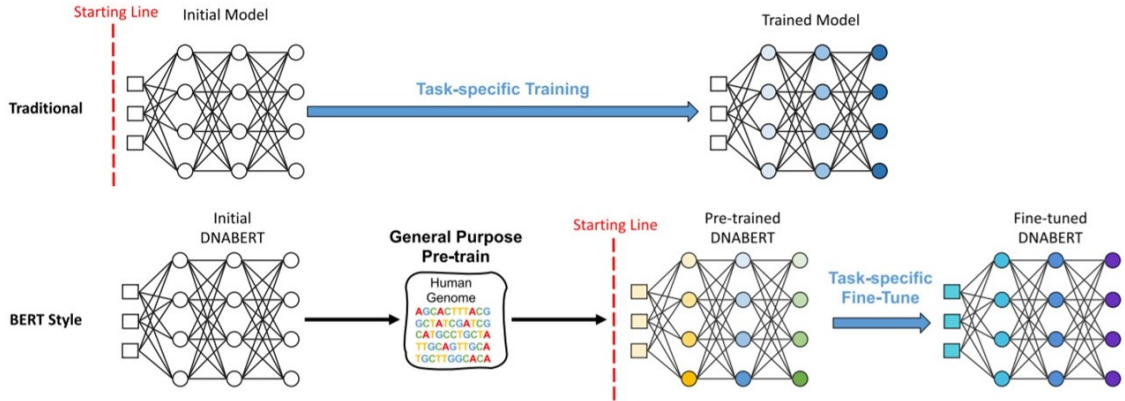 Starting Line
Initial Model
Trained Model
Traditional
Task-specific Training
Initial
DNABERT
General Purpose
Pre-train
Human
Genome
AGCACTTTACG
GCTATCGATCG
CATGCCTGCTA
TTGCAGTTGCA
TGCTTGGCACA
Starting Line
Pre-trained
DNABERT
Fine-tuned
DNABERT
BERT Style
Task-specific
Fine-Tune